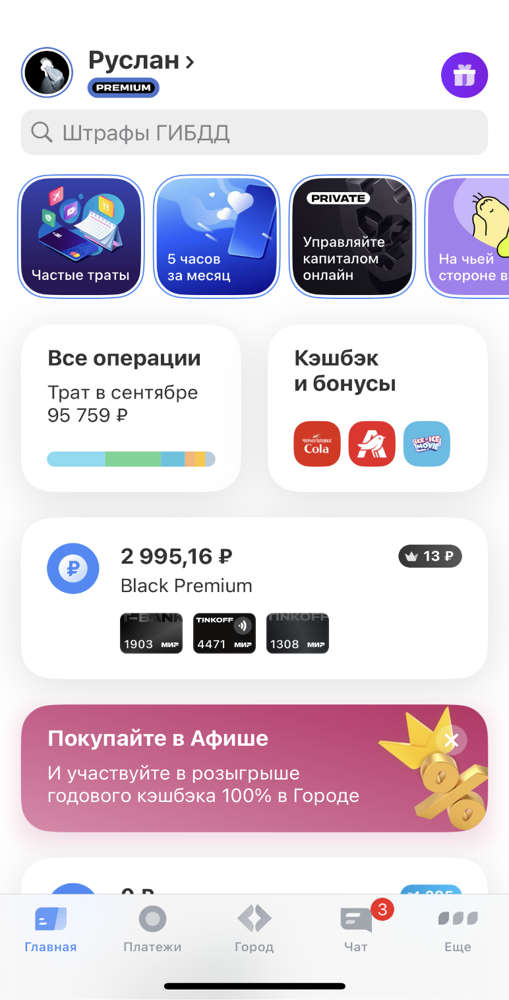 Руслан
PREMIUM
Штрафы ГИБДД
Частые траты
5 часов
за месяц
PRIVATE
Управляйте
капиталом
онлайн
На чьей
стороне в
Все операции
Трат в сентябре
95 759 ₽
Кэшбэк
и бонусы
ЧЕРНОГОЛОВКА
Cola
ICE-ICE
MOVIE
2 995,16 ₽
13 ₽
Black Premium
T-BANK
1903 МИР
TINKOFF
4471 МИР
TINKOFF
1308 МИР
Покупайте в Афише
И участвуйте в розыгрыше
годового кэшбэка 100% в Городе
0 ₽
3
Главная
Платежи
Город
Чат
Еще